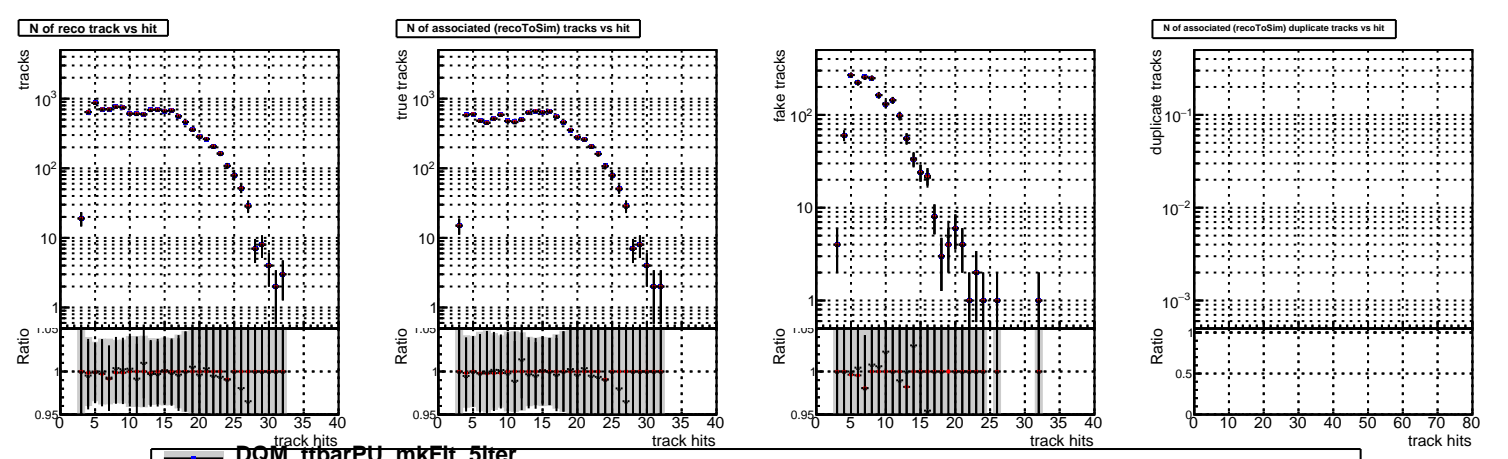 N of reco track vs hit
N of associated (recoToSim) tracks vs hit
N of associated (recoToSim) duplicate tracks vs hit
tracks
10³
10²
10
1
Ratio
1.05
1
0.95
0 5 10 15 20 25 30 35 40
track hits
true tracks
10³
10²
10
1
Ratio
1.05
1
0.95
0 5 10 15 20 25 30 35 40
track hits
fake tracks
10²
10
1
Ratio
1.05
1
0.95
0 5 10 15 20 25 30 35 40
track hits
duplicate tracks
10⁻¹
10⁻²
10⁻³
Ratio
1
0.5
0
0 10 20 30 40 50 60 70 80
track hits
DQM_ttbarPU_mkFit_5iter